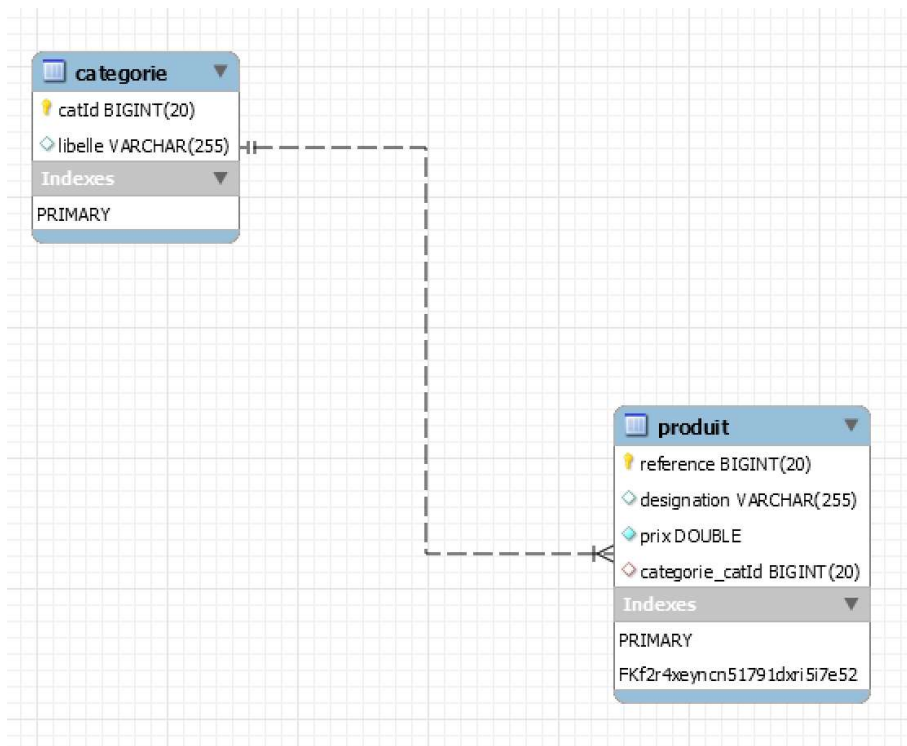 categorie
catId BIGINT(20)
libelle VARCHAR(255)
Indexes
PRIMARY
produit
reference BIGINT(20)
designation VARCHAR(255)
prix DOUBLE
categorie_catId BIGINT(20)
Indexes
PRIMARY
FKf2r4xeyncn51791dxri5i7e52